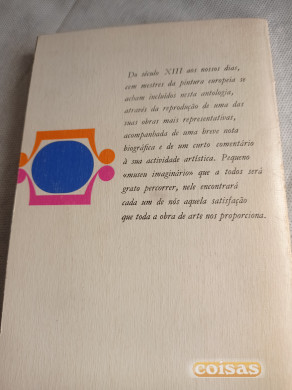 Do século XIII aos nossos dias,
cem mestres da pintura europeia se
acham incluídos nesta antologia,
através da reprodução de uma das
suas obras mais representativas,
acompanhada de uma breve nota
biográfica e de um curto comentário
à sua actividade artística. Pequeno
«museu imaginário» que a todos será
grato percorrer, nele encontrará
cada um de nós aquela satisfação
que toda a obra de arte nos proporciona.
coisas